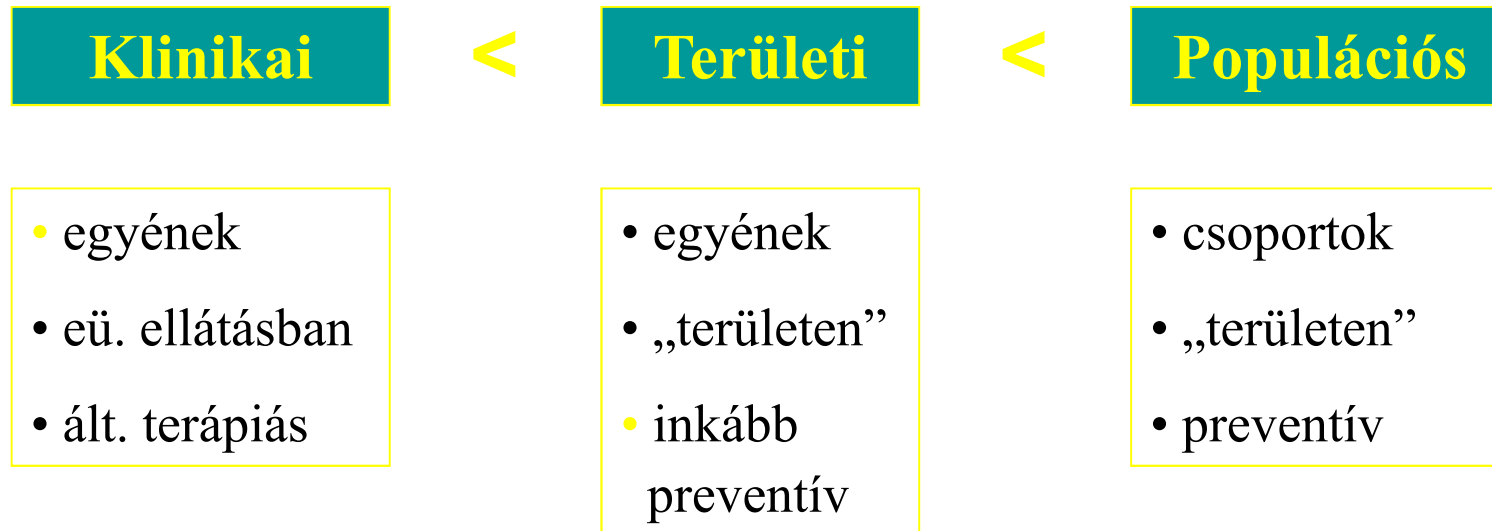 Klinikai < Területi < Populációs
• egyének
• eü. ellátásban
• ált. terápiás
• egyének
• „területen”
• inkább
preventív
• csoportok
• „területen”
• preventív